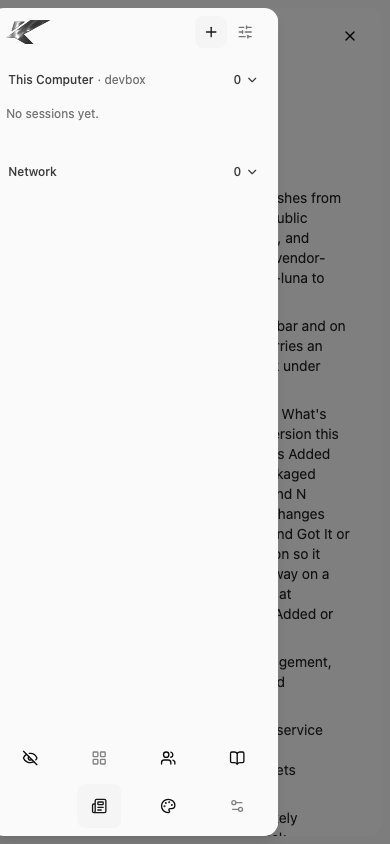 This Computer · devbox 0
No sessions yet.
Network 0
shes from
ublic
, and
vendor-
-luna to
bar and on
rries an
under
What's
ersion this
s Added
kaged
nd N
hanges
nd Got It or
on so it
way on a
at
Added or
gement,
d
service
ets
ely